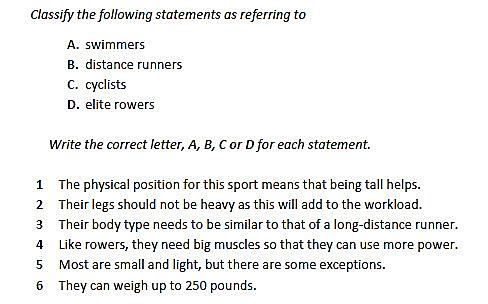 Classify the following statements as referring to
A. swimmers
B. distance runners
C. cyclists
D. elite rowers
Write the correct letter, A, B, C or D for each statement.
1 The physical position for this sport means that being tall helps.
2 Their legs should not be heavy as this will add to the workload.
3 Their body type needs to be similar to that of a long-distance runner.
4 Like rowers, they need big muscles so that they can use more power.
5 Most are small and light, but there are some exceptions.
6 They can weigh up to 250 pounds.